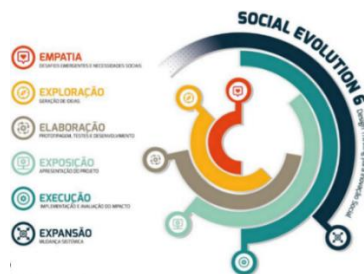 SOCIAL EVOLUTION
EMPATIA
DESAFIOS EMERGENTES E NECESSIDADES SOCIAIS
EXPLORAÇÃO
GERAÇÃO DE IDEIAS
ELABORAÇÃO
PROTOTIPAGEM, TESTES E DESENVOLVIMENTO
EXPOSIÇÃO
APRESENTAÇÃO DO PROJETO
EXECUÇÃO
IMPLEMENTAÇÃO E AVALIAÇÃO DO IMPACTO
EXPANSÃO
MUDANÇA SISTÊMICA
Social